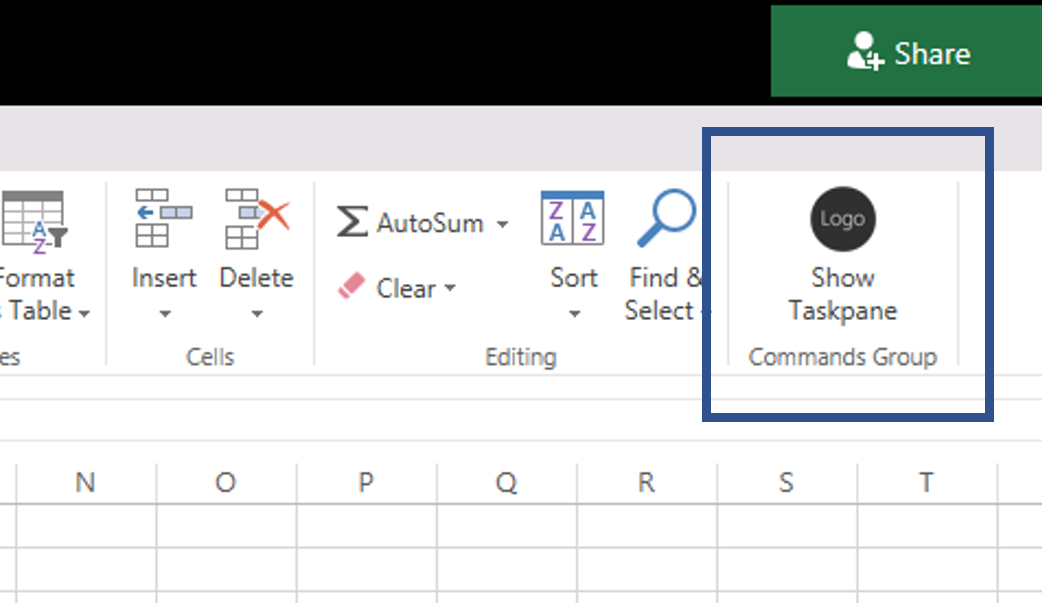 Share
Format
Table
Insert
Delete
AutoSum
Clear
Sort
Find &
Select
Logo
Show
Taskpane
es
Cells
Editing
Commands Group
N O P Q R S T